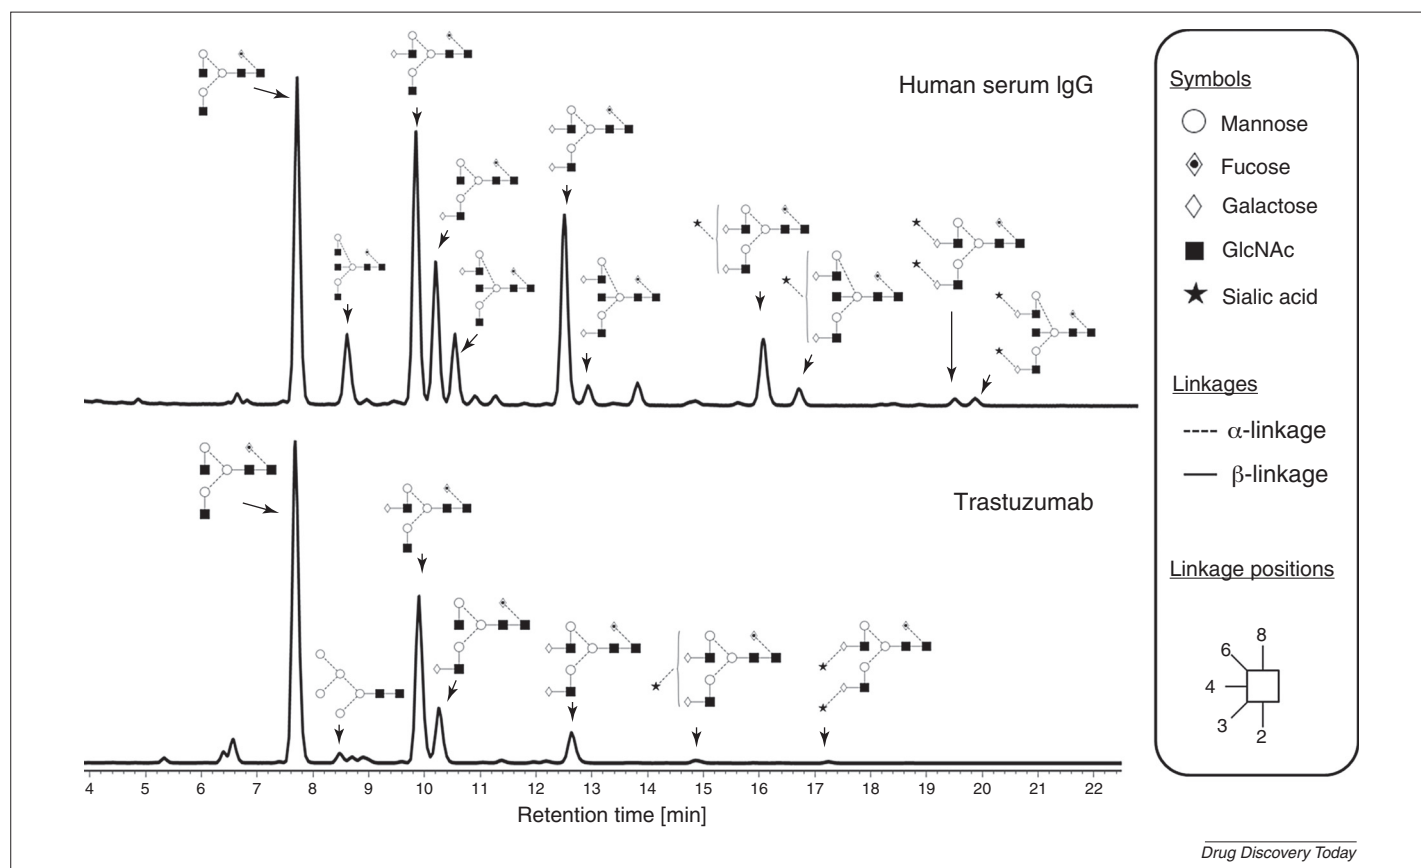 Human serum IgG
Trastuzumab
4 5 6 7 8 9 10 11 12 13 14 15 16 17 18 19 20 21 22
Retention time [min]
Symbols
Mannose
Fucose
Galactose
GlcNAc
Sialic acid
Linkages
α-linkage
β-linkage
Linkage positions
8
6
4
3
2
Drug Discovery Today